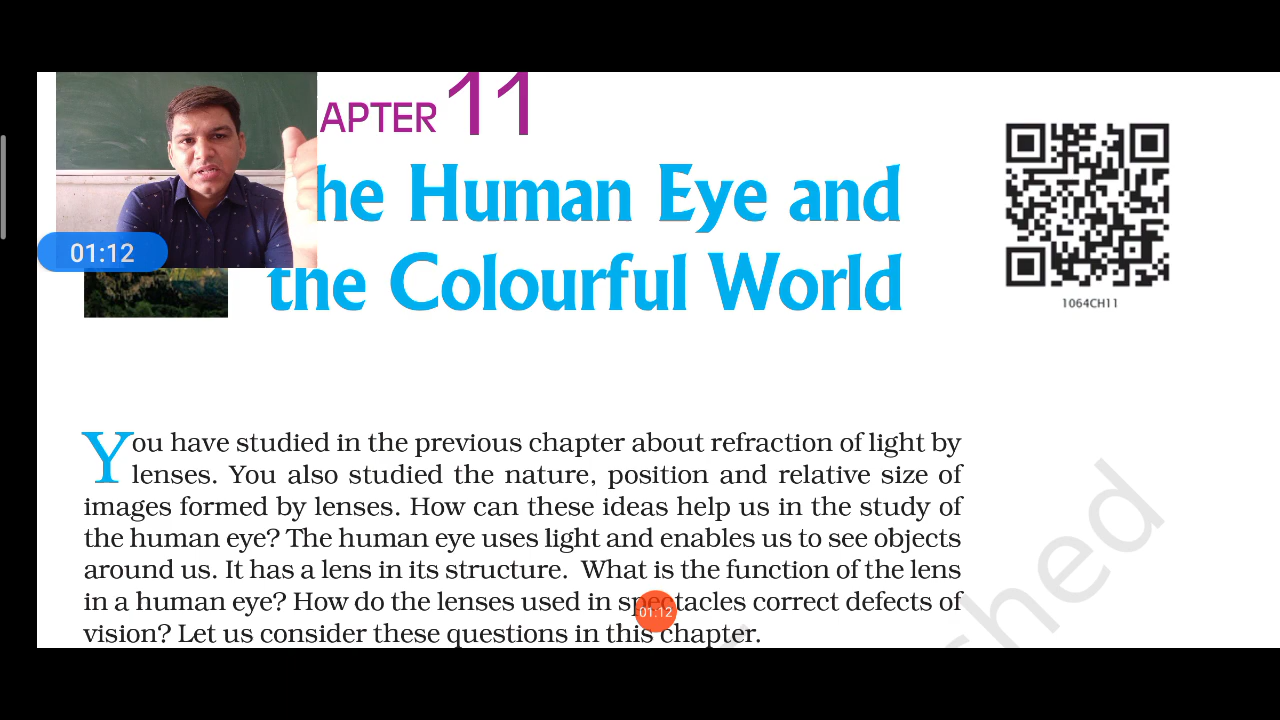 APTER 11
he Human Eye and
the Colourful World
01:12
1064CH11
You have studied in the previous chapter about refraction of light by
lenses. You also studied the nature, position and relative size of
images formed by lenses. How can these ideas help us in the study of
the human eye? The human eye uses light and enables us to see objects
around us. It has a lens in its structure. What is the function of the lens
in a human eye? How do the lenses used in spectacles correct defects of
01:12
vision? Let us consider these questions in this chapter.
shed